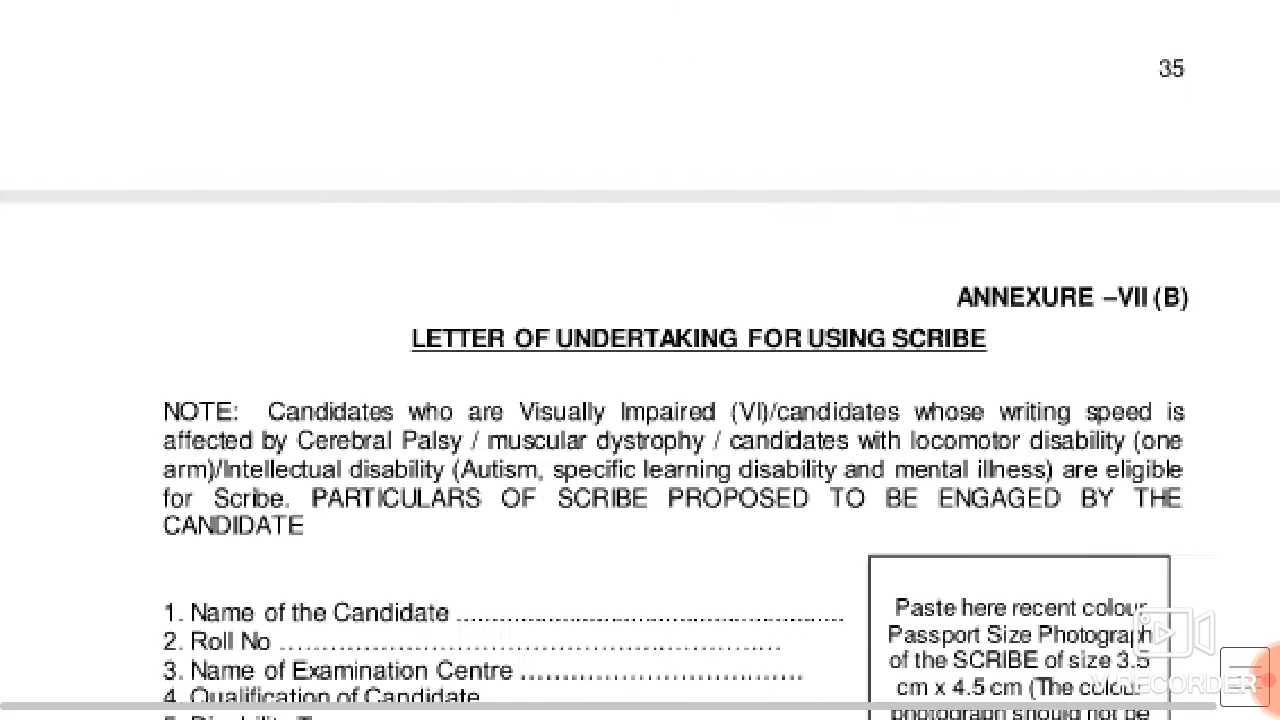 35
ANNEXURE –VII (B)
LETTER OF UNDERTAKING FOR USING SCRIBE
NOTE: Candidates who are Visually Impaired (VI)/candidates whose writing speed is
affected by Cerebral Palsy / muscular dystrophy / candidates with locomotor disability (one
arm)/Intellectual disability (Autism, specific learning disability and mental illness) are eligible
for Scribe. PARTICULARS OF SCRIBE PROPOSED TO BE ENGAGED BY THE
CANDIDATE
1. Name of the Candidate ......................................................
2. Roll No ......................................................
3. Name of Examination Centre ..................................
4. Qualification of Candidate
5. Disability
Paste here recent colour
Passport Size Photograph
of the SCRIBE of size 3.5
cm x 4.5 cm (The colour
photograph should not be
RECORDER